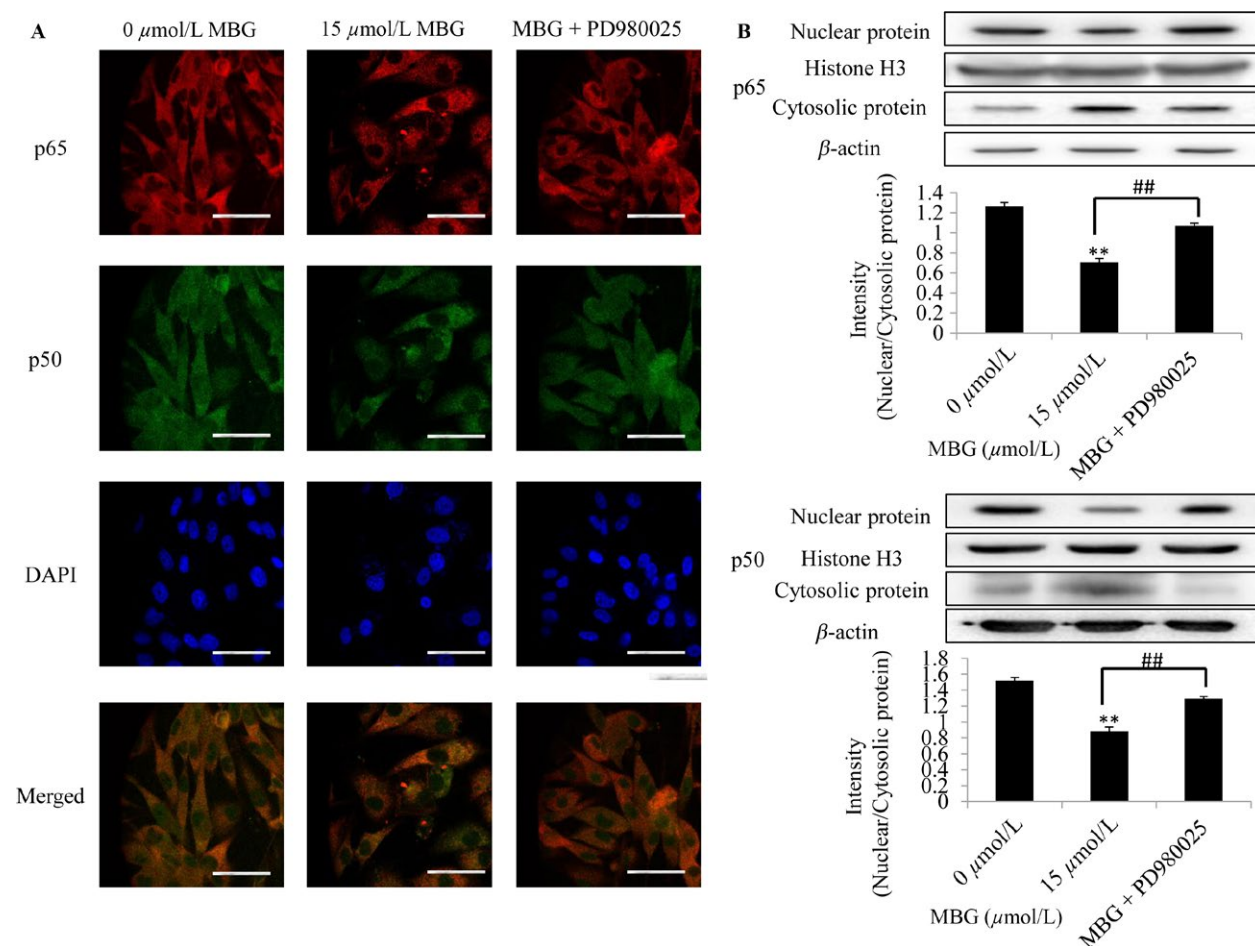 A
0 µmol/L MBG
15 µmol/L MBG
MBG + PD980025
p65
p50
DAPI
Merged
B
p65
Nuclear protein
Histone H3
Cytosolic protein
β-actin
Intensity
(Nuclear/Cytosolic protein)
1.4
1.2
1
0.8
0.6
0.4
0.2
0
**
##
0 µmol/L
15 µmol/L
MBG + PD980025
MBG (µmol/L)
p50
Nuclear protein
Histone H3
Cytosolic protein
β-actin
Intensity
(Nuclear/Cytosolic protein)
1.8
1.6
1.4
1.2
1
0.8
0.6
0.4
0.2
0
**
##
0 µmol/L
15 µmol/L
MBG + PD980025
MBG (µmol/L)